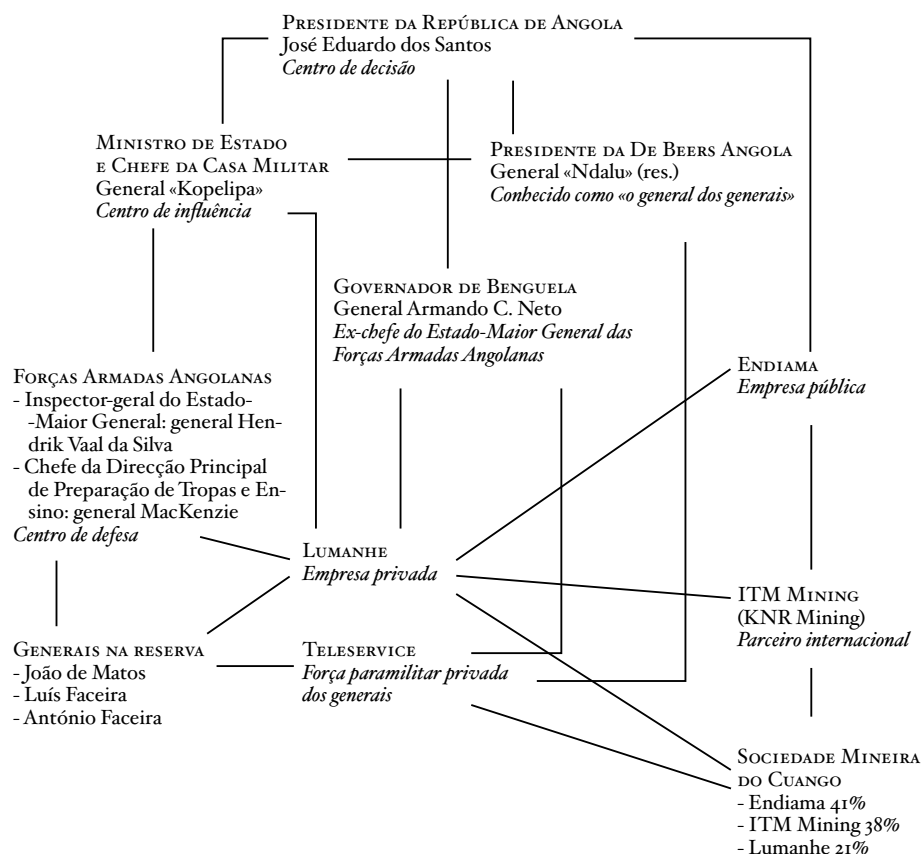 Presidente da República de Angola
José Eduardo dos Santos
Centro de decisão
Ministro de Estado
e Chefe da Casa Militar
General «Kopelipa»
Centro de influência
Presidente da De Beers Angola
General «Ndalu» (res.)
Conhecido como «o general dos generais»
Governador de Benguela
General Armando C. Neto
Ex-chefe do Estado-Maior General das
Forças Armadas Angolanas
Endiama
Empresa pública
Forças Armadas Angolanas
- Inspector-geral do Estado-
-Maior General: general Hen-
drik Vaal da Silva
- Chefe da Direcção Principal
de Preparação de Tropas e En-
sino: general MacKenzie
Centro de defesa
Lumanhe
Empresa privada
ITM Mining
(KNR Mining)
Parceiro internacional
Generais na reserva
- João de Matos
- Luís Faceira
- António Faceira
Teleservice
Força paramilitar privada
dos generais
Sociedade Mineira
do Cuango
- Endiama 41%
- ITM Mining 38%
- Lumanhe 21%